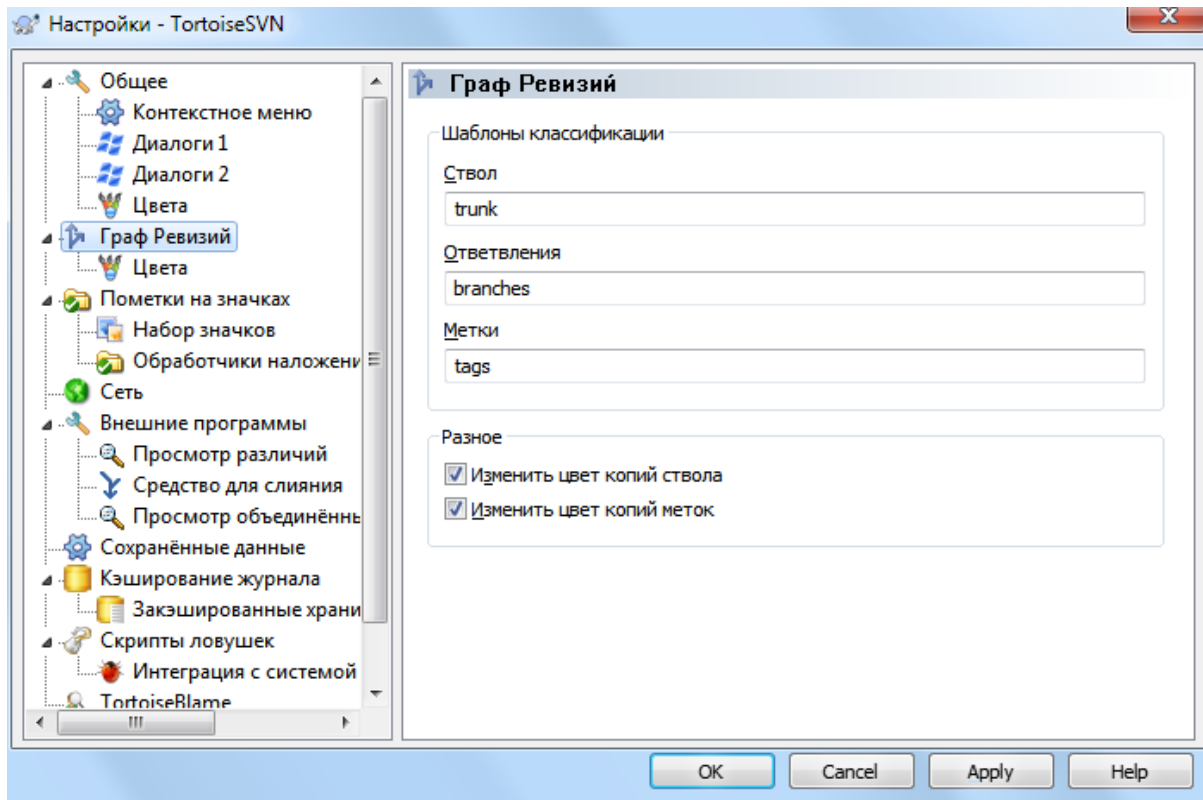 Настройки - TortoiseSVN
Общее
Контекстное меню
Диалоги 1
Диалоги 2
Цвета
Граф Ревизий
Цвета
Пометки на значках
Набор значков
Обработчики наложени
Сеть
Внешние программы
Просмотр различий
Средство для слияния
Просмотр объединённы
Сохранённые данные
Кэширование журнала
Закэшированные храни
Скрипты ловушек
Интеграция с системой
TortoiseBlame
Граф Ревизий
Шаблоны классификации
Ствол
trunk
Ответвления
branches
Метки
tags
Разное
Изменить цвет копий ствола
Изменить цвет копий меток
OK
Cancel
Apply
Help